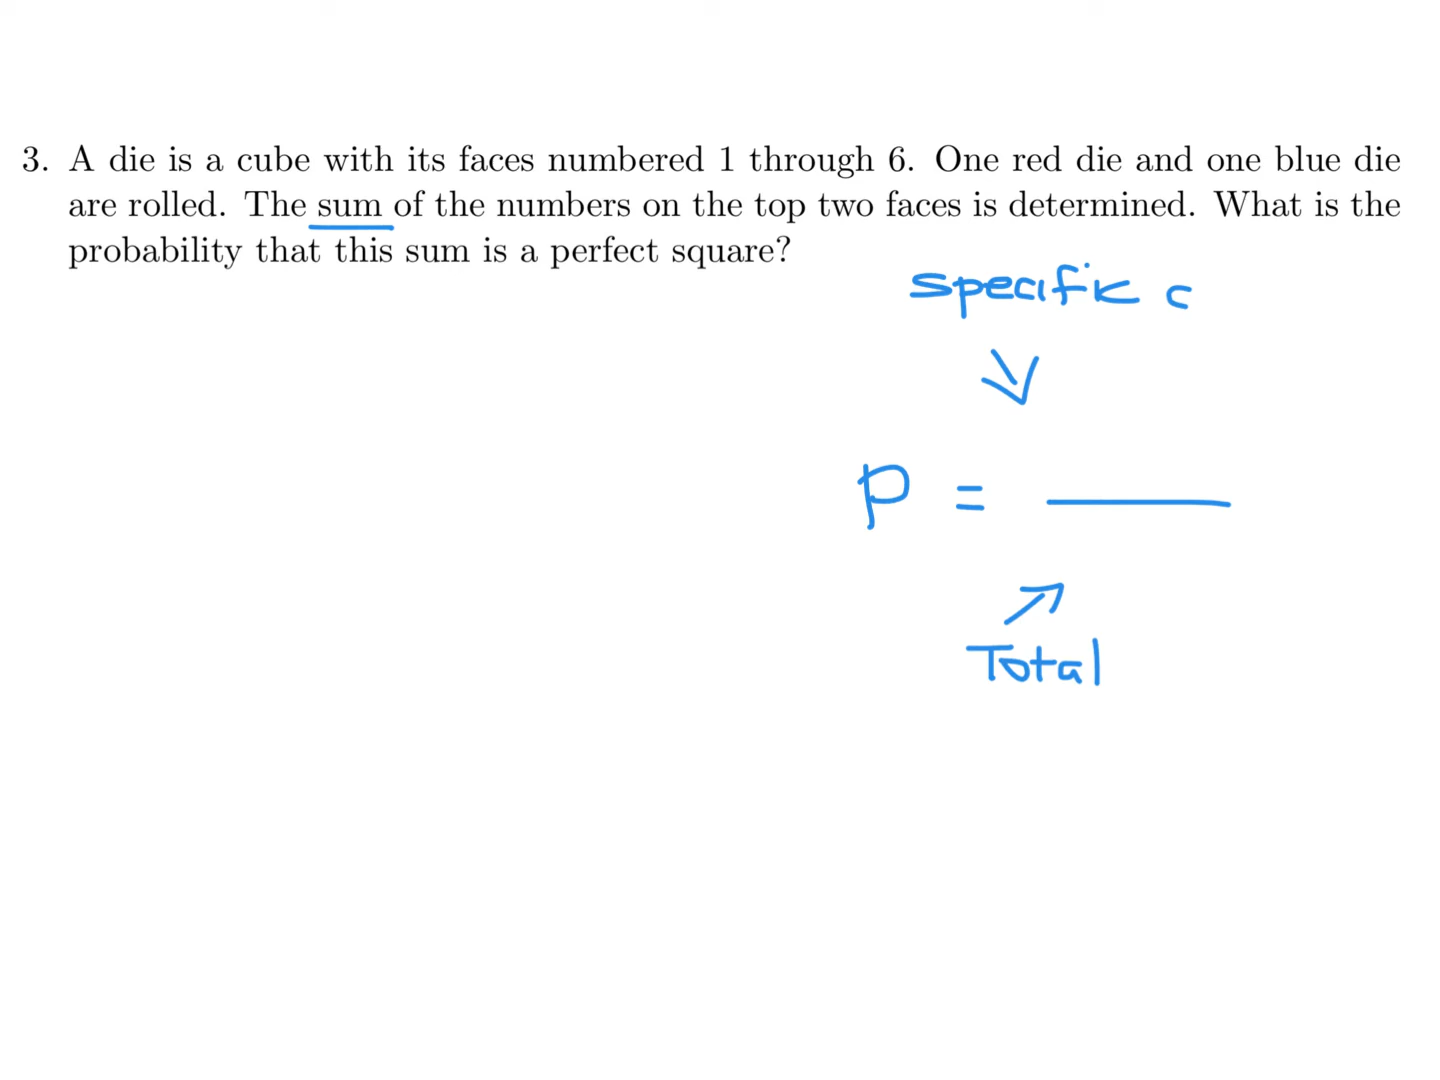 3. A die is a cube with its faces numbered 1 through 6. One red die and one blue die
are rolled. The sum of the numbers on the top two faces is determined. What is the
probability that this sum is a perfect square?
specific c
P = 
Total